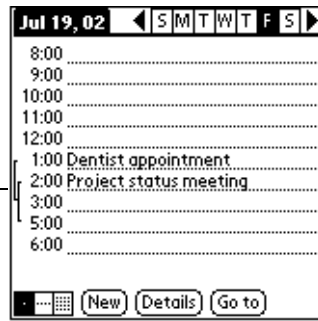 Jul 19, 02 S M T W T F S
8:00
9:00
10:00
11:00
12:00
1:00 Dentist appointment
2:00 Project status meeting
3:00
5:00
6:00
New Details Go to